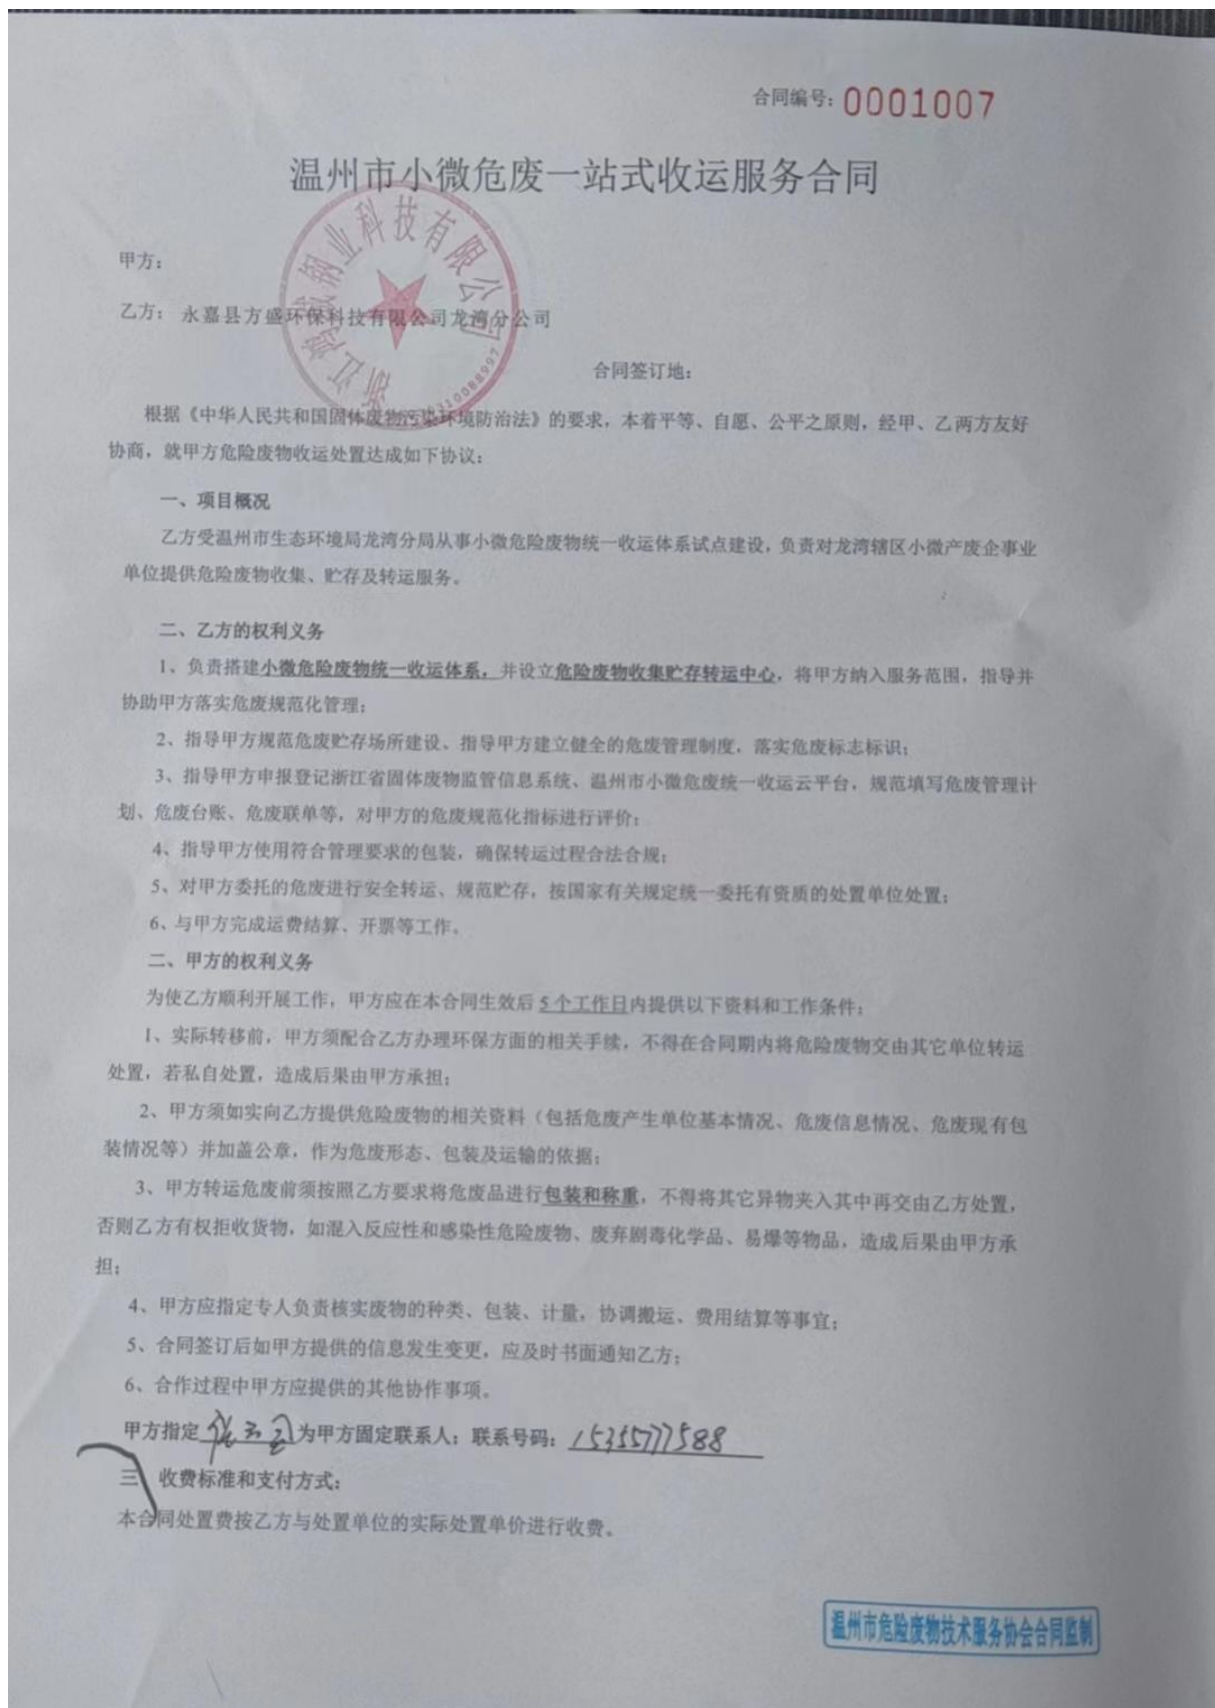 合同编号：0001007
温州市小微危废一站式收运服务合同
甲方：
乙方：永嘉县方盛环保科技有限公司龙湾分公司
合同签订地：
根据《中华人民共和国固体废物污染环境防治法》的要求，本着平等、自愿、公平之原则，经甲、乙两方友好
协商，就甲方危险废物收运处置达成如下协议：
一、项目概况
乙方受温州市生态环境局龙湾分局从事小微危险废物统一收运体系试点建设，负责对龙湾辖区小微产废企事业
单位提供危险废物收集、贮存及转运服务。
二、乙方的权利义务
1、负责搭建小微危险废物统一收运体系，并设立危险废物收集贮存转运中心，将甲方纳入服务范围，指导并
协助甲方落实危废规范化管理；
2、指导甲方规范危废贮存场所建设、指导甲方建立健全的危废管理制度，落实危废标志标识；
3、指导甲方申报登记浙江省固体废物监管信息系统、温州市小微危废统一收运云平台，规范填写危废管理计
划、危废台账、危废联单等，对甲方的危废规范化指标进行评价；
4、指导甲方使用符合管理要求的包装，确保转运过程合法合规；
5、对甲方委托的危废进行安全转运、规范贮存，按国家有关规定统一委托有资质的处置单位处置；
6、与甲方完成运费结算、开票等工作。
二、甲方的权利义务
为使乙方顺利开展工作，甲方应在本合同生效后5个工作日内提供以下资料和工作条件：
1、实际转移前，甲方须配合乙方办理环保方面的相关手续，不得在合同期内将危险废物交由其它单位转运
处置，若私自处置，造成后果由甲方承担；
2、甲方须如实向乙方提供危险废物的相关资料（包括危废产生单位基本情况、危废信息情况、危废现有包
装情况等）并加盖公章，作为危废形态、包装及运输的依据；
3、甲方转运危废前须按照乙方要求将危废品进行包装和称重，不得将其它异物夹入其中再交由乙方处置，
否则乙方有权拒收货物，如混入反应性和感染性危险废物、废弃剧毒化学品、易爆等物品，造成后果由甲方承
担；
4、甲方应指定专人负责核实废物的种类、包装、计量，协调搬运、费用结算等事宜；
5、合同签订后如甲方提供的信息发生变更，应及时书面通知乙方；
6、合作过程中甲方应提供的其他协作事项。
甲方指定 为甲方固定联系人；联系号码：15355777588
三 收费标准和支付方式：
本合同处置费按乙方与处置单位的实际处置单价进行收费。
温州市危险废物技术服务协会合同监制